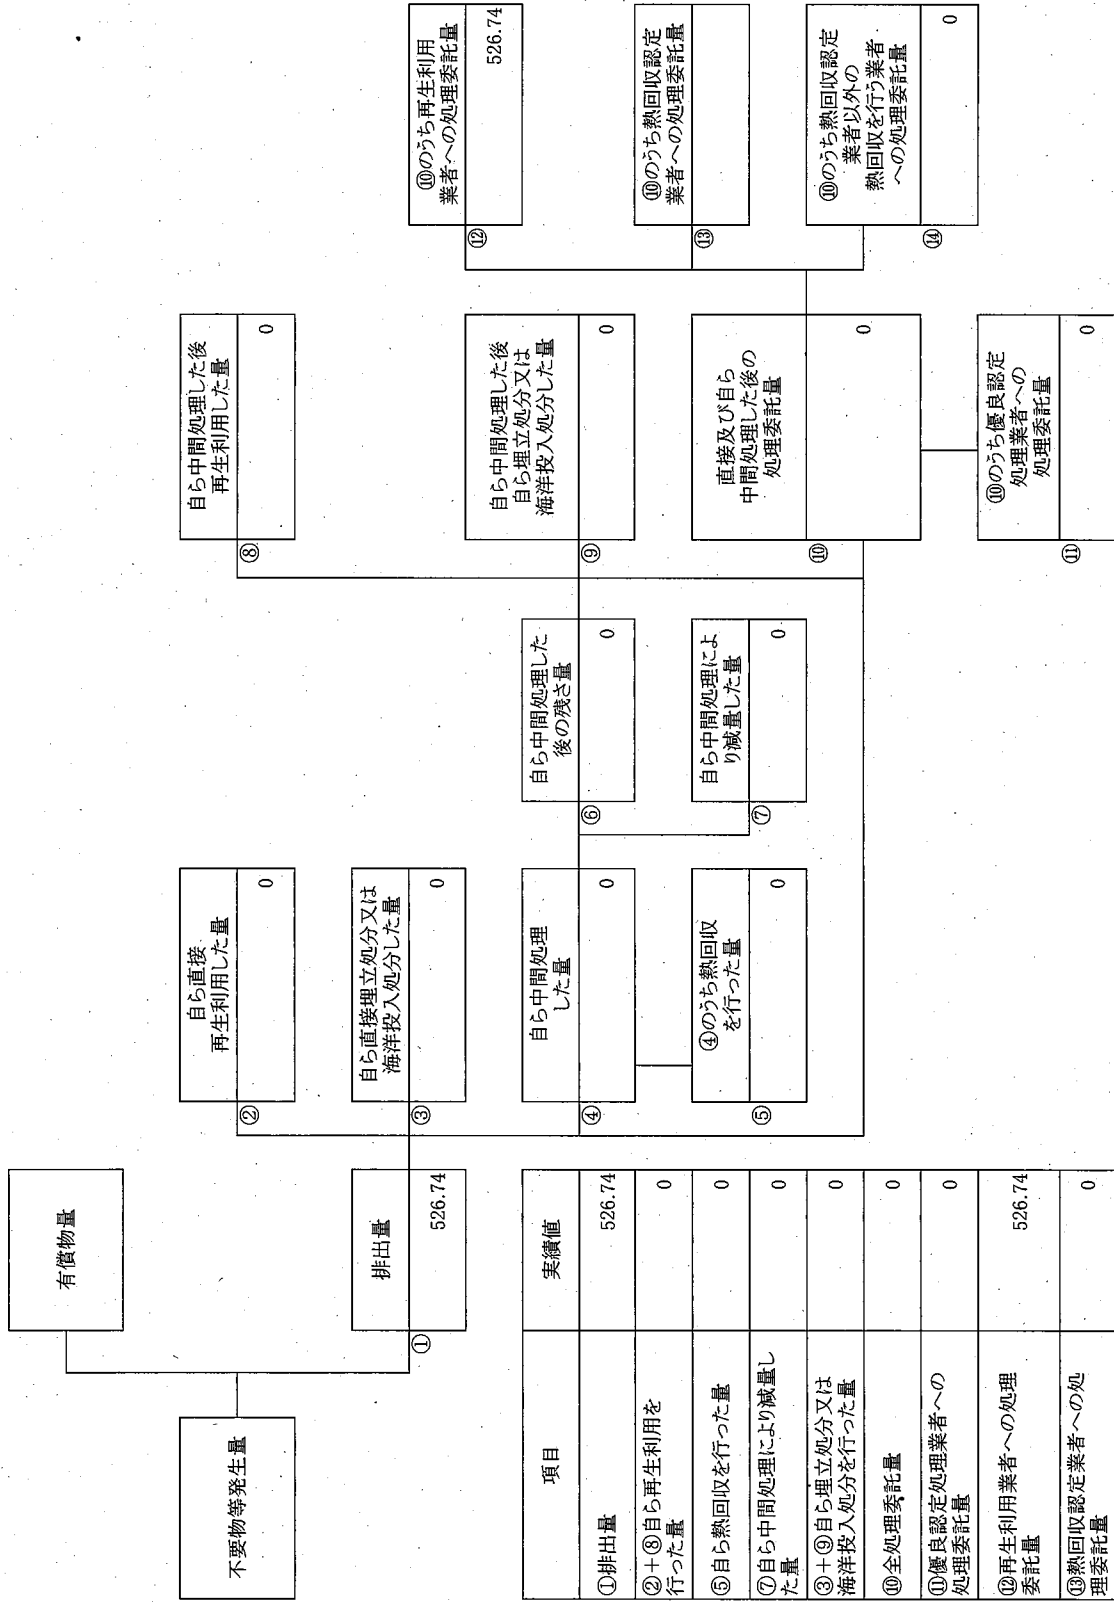 不要物等発生量
有償物量
①
排出量
526.74
②
自ら直接
再生利用した量
0
③
自ら直接埋立処分又は
海洋投入処分した量
0
④
自ら中間処理
した量
0
⑤
④のうち熱回収
を行った量
0
⑥
自ら中間処理した
後の残さ量
0
⑦
自ら中間処理によ
り減量した量
0
⑧
自ら中間処理した後
再生利用した量
0
⑨
自ら中間処理した後
自ら埋立処分又は
海洋投入処分した量
0
⑩
直接及び自ら
中間処理した後の
処理委託量
0
⑪
⑩のうち優良認定
処理業者への
処理委託量
0
⑫
⑩のうち再生利用
業者への処理委託量
526.74
⑬
⑩のうち熱回収認定
業者への処理委託量
⑭
⑩のうち熱回収認定
業者以外の
熱回収を行う業者
への処理委託量
0
項目 実績値
①排出量 526.74
②+⑧自ら再生利用を
行った量 0
⑤自ら熱回収を行った量 0
⑦自ら中間処理により減量し
た量 0
③+⑨自ら埋立処分又は
海洋投入処分を行った量 0
⑩全処理委託量 0
⑪優良認定処理業者への
処理委託量 0
⑫再生利用業者への処理
委託量 526.74
⑬熱回収認定業者への処
理委託量 0